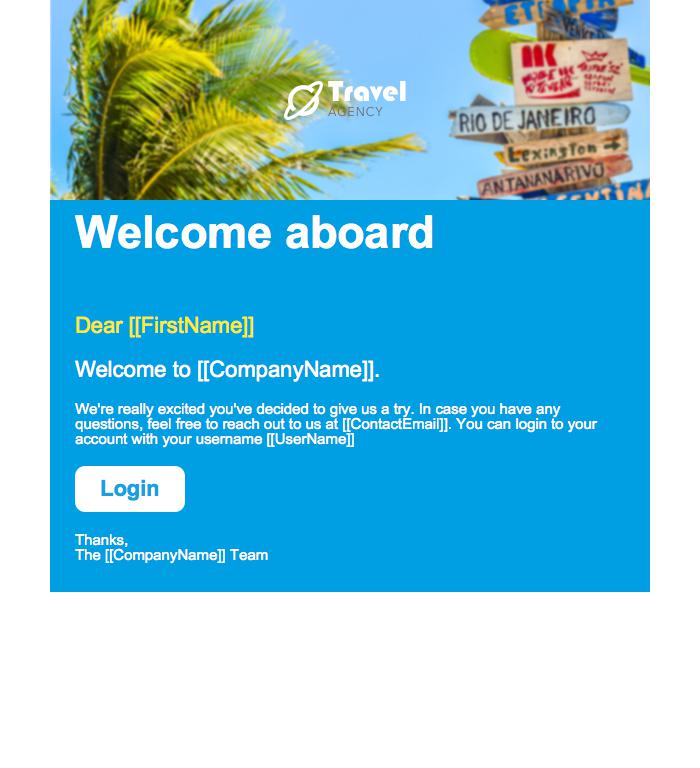 ETHIOPIA
Travel
AGENCY
RIO DE JANEIRO
Lexington →
ANTANANARIVO
Welcome aboard
Dear [[FirstName]]
Welcome to [[CompanyName]].
We're really excited you've decided to give us a try. In case you have any
questions, feel free to reach out to us at [[ContactEmail]]. You can login to your
account with your username [[UserName]]
Login
Thanks,
The [[CompanyName]] Team